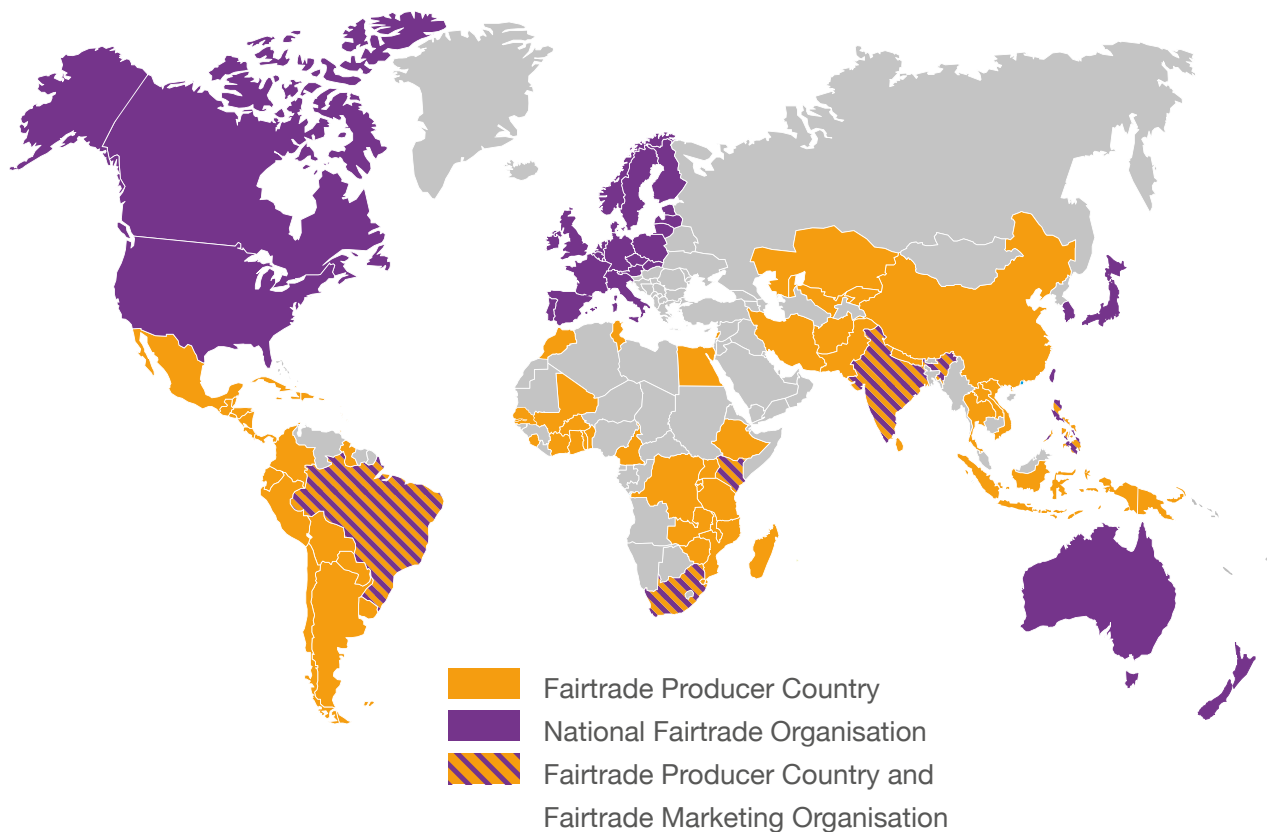 Fairtrade Producer Country
National Fairtrade Organisation
Fairtrade Producer Country and
Fairtrade Marketing Organisation